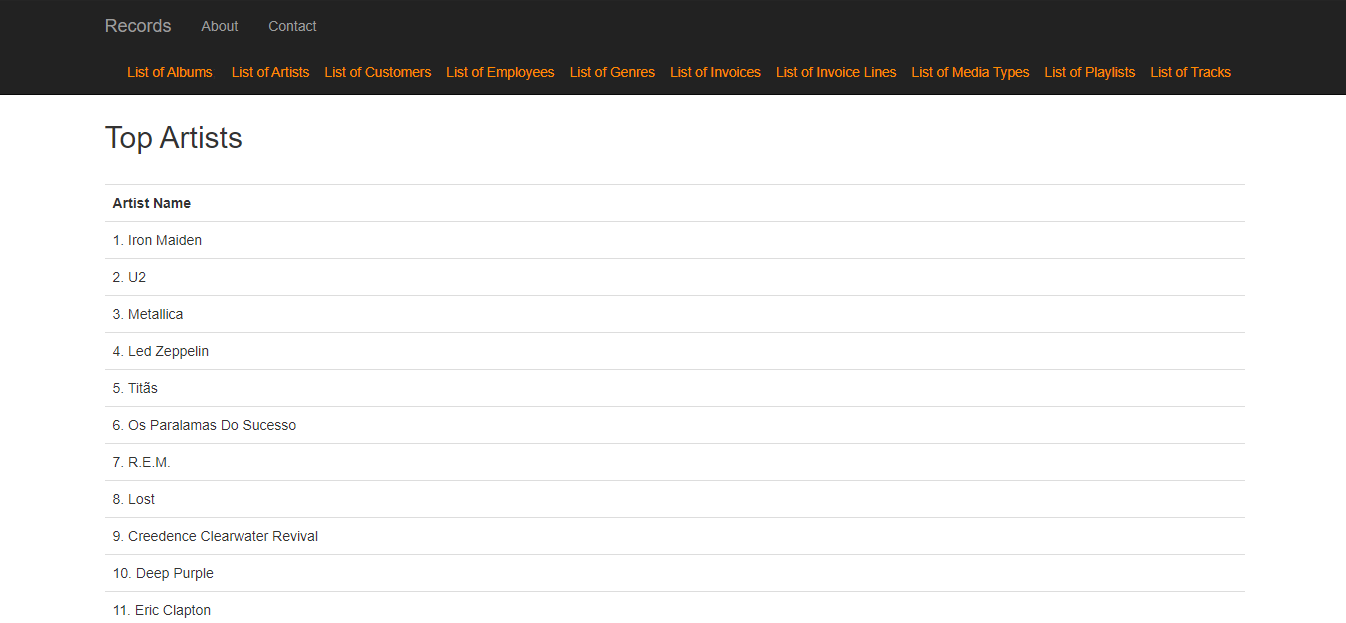 Records About Contact
List of Albums List of Artists List of Customers List of Employees List of Genres List of Invoices List of Invoice Lines List of Media Types List of Playlists List of Tracks
Top Artists
Artist Name
1. Iron Maiden
2. U2
3. Metallica
4. Led Zeppelin
5. Titãs
6. Os Paralamas Do Sucesso
7. R.E.M.
8. Lost
9. Creedence Clearwater Revival
10. Deep Purple
11. Eric Clapton